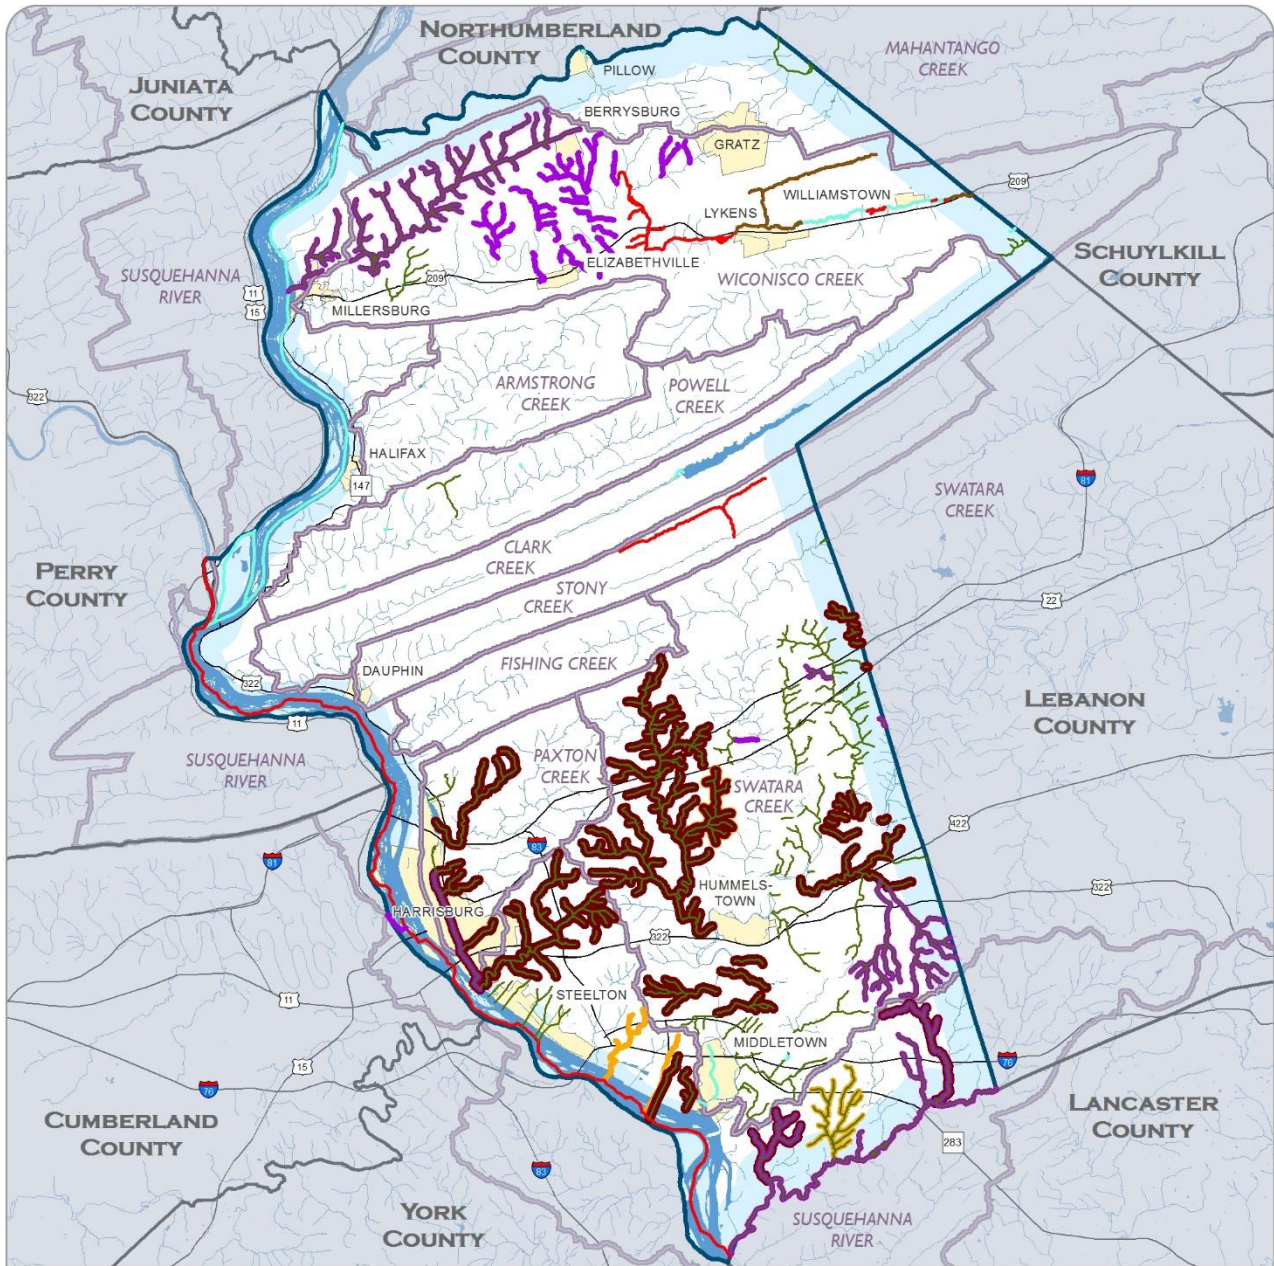 NORTHUMBERLAND
COUNTY
MAHANTANGO
CREEK
JUNIATA
COUNTY
PILLOW
BERRYSBURG
GRATZ
209
WILLIAMSTOWN
LYKENS
SCHUYLKILL
COUNTY
SUSQUEHANNA
RIVER
ELIZABETHVILLE
209
WICONISCO CREEK
11
15
MILLERSBURG
322
ARMSTRONG
CREEK
POWELL
CREEK
HALIFAX
147
81
SWATARA
CREEK
CLARK
CREEK
PERRY
COUNTY
STONY
CREEK
22
FISHING CREEK
DAUPHIN
322
11
LEBANON
COUNTY
SUSQUEHANNA
RIVER
PAXTON
CREEK
SWATARA
CREEK
422
83
81
HUMMELS-
TOWN
322
HARRISBURG
322
STEELTON
11
MIDDLETOWN
15
76
76
CUMBERLAND
COUNTY
LANCASTER
COUNTY
283
83
YORK
COUNTY
SUSQUEHANNA
RIVER